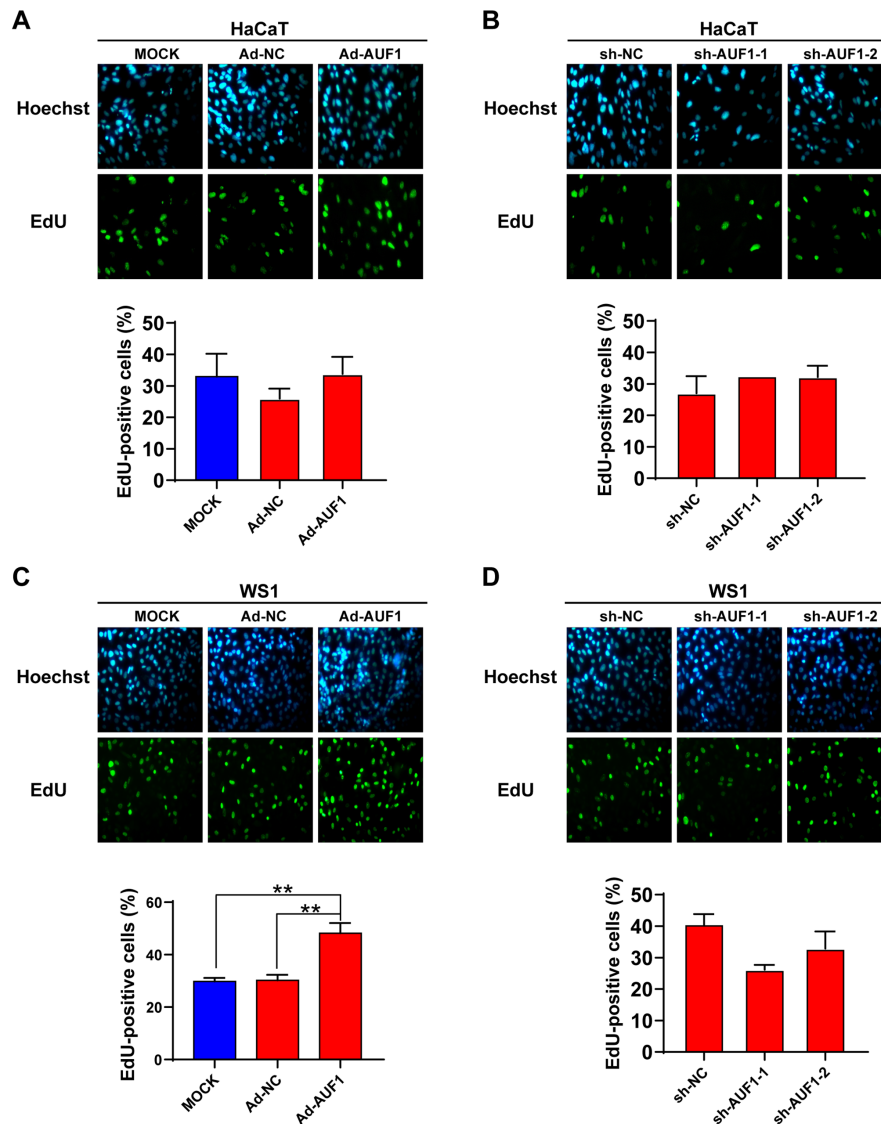 A
HaCaT
MOCK Ad-NC Ad-AUF1
Hoechst
EdU
EdU-positive cells (%)
50
40
30
20
10
0
MOCK
Ad-NC
Ad-AUF1
B
HaCaT
sh-NC sh-AUF1-1 sh-AUF1-2
Hoechst
EdU
EdU-positive cells (%)
50
40
30
20
10
0
sh-NC
sh-AUF1-1
sh-AUF1-2
C
WS1
MOCK Ad-NC Ad-AUF1
Hoechst
EdU
EdU-positive cells (%)
60
40
20
0
**
**
MOCK
Ad-NC
Ad-AUF1
D
WS1
sh-NC sh-AUF1-1 sh-AUF1-2
Hoechst
EdU
EdU-positive cells (%)
50
40
30
20
10
0
sh-NC
sh-AUF1-1
sh-AUF1-2